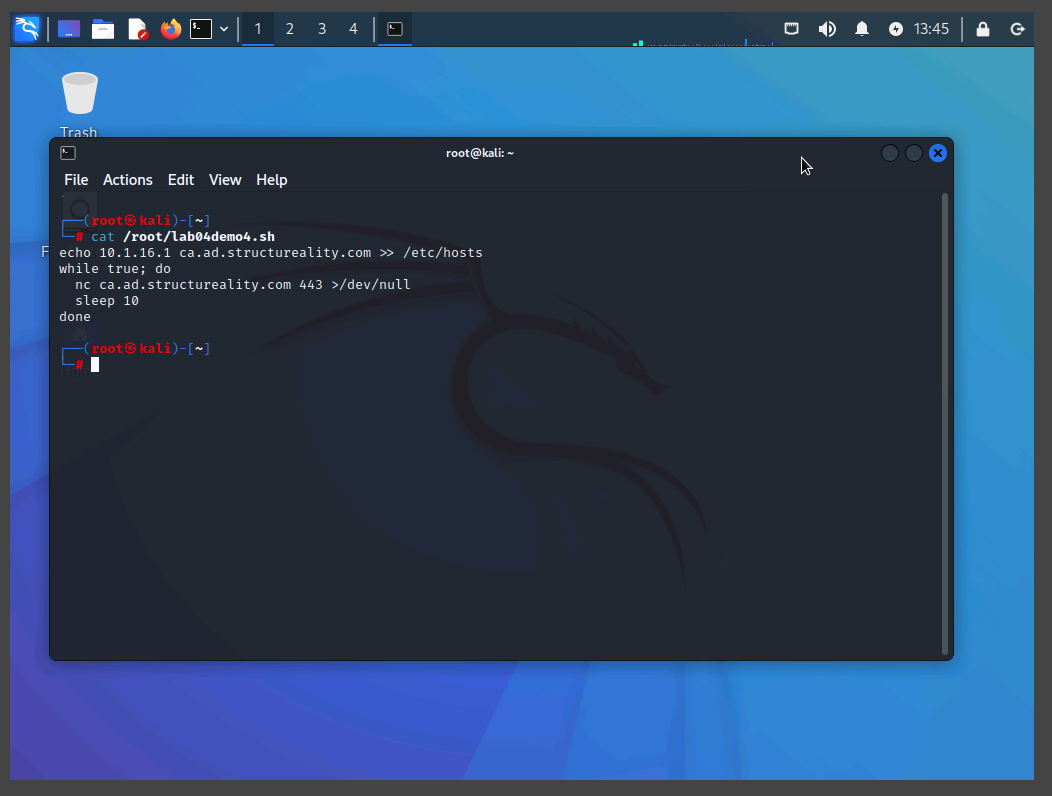 1 2 3 4 13:45
Trash
root@kali: ~
File Actions Edit View Help
┌──(root㉿kali)-[~]
└─# cat /root/lab04demo4.sh
echo 10.1.16.1 ca.ad.structureality.com >> /etc/hosts
while true; do
  nc ca.ad.structureality.com 443 >/dev/null
  sleep 10
done
┌──(root㉿kali)-[~]
└─#